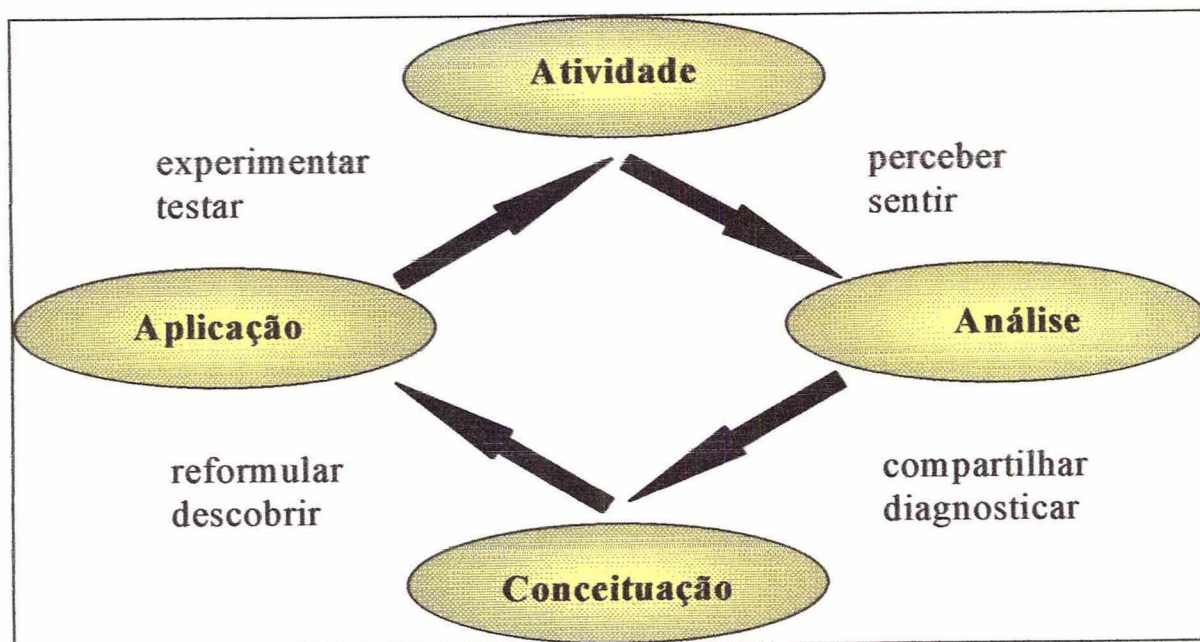 Atividade
experimentar
testar
perceber
sentir
Aplicação
Análise
reformular
descobrir
compartilhar
diagnosticar
Conceituação